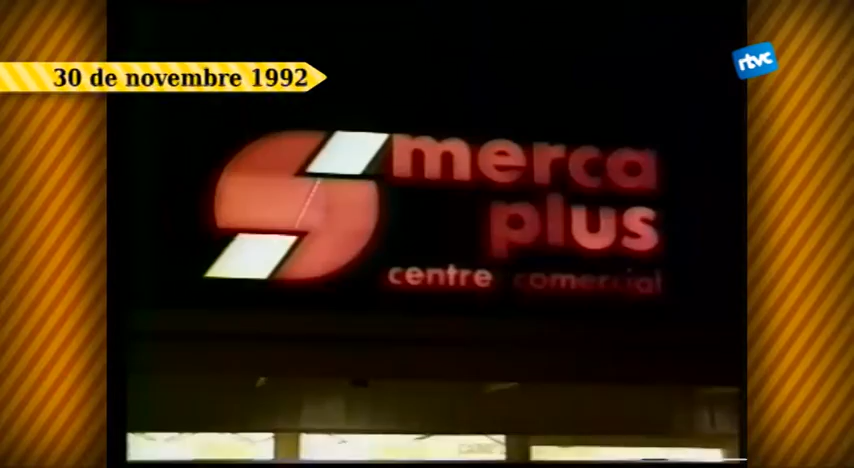 30 de novembre 1992
rtvc
merca
plus
centre comercial